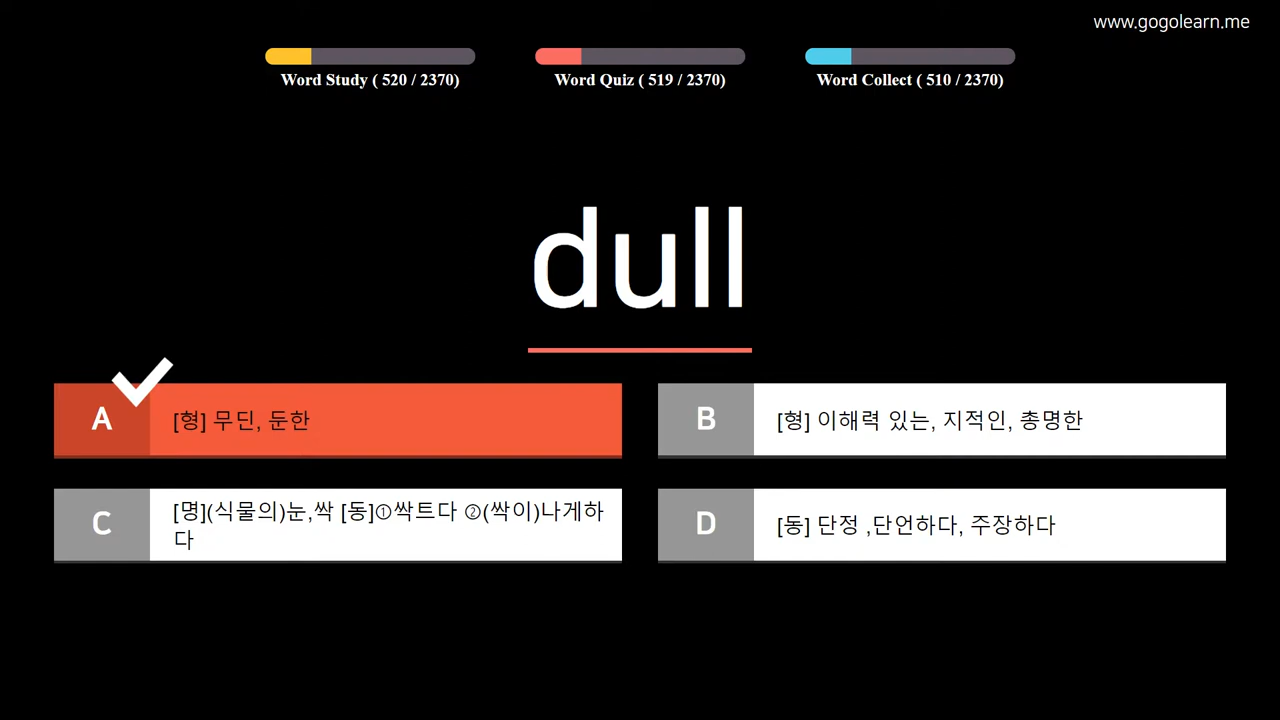 www.gogolearn.me
Word Study ( 520 / 2370)
Word Quiz ( 519 / 2370)
Word Collect ( 510 / 2370)
dull
A
[형] 무딘, 둔한
B
[형] 이해력 있는, 지적인, 총명한
C
[명](식물의)눈,싹 [동]①싹트다 ②(싹이)나게하
다
D
[동] 단정 ,단언하다, 주장하다